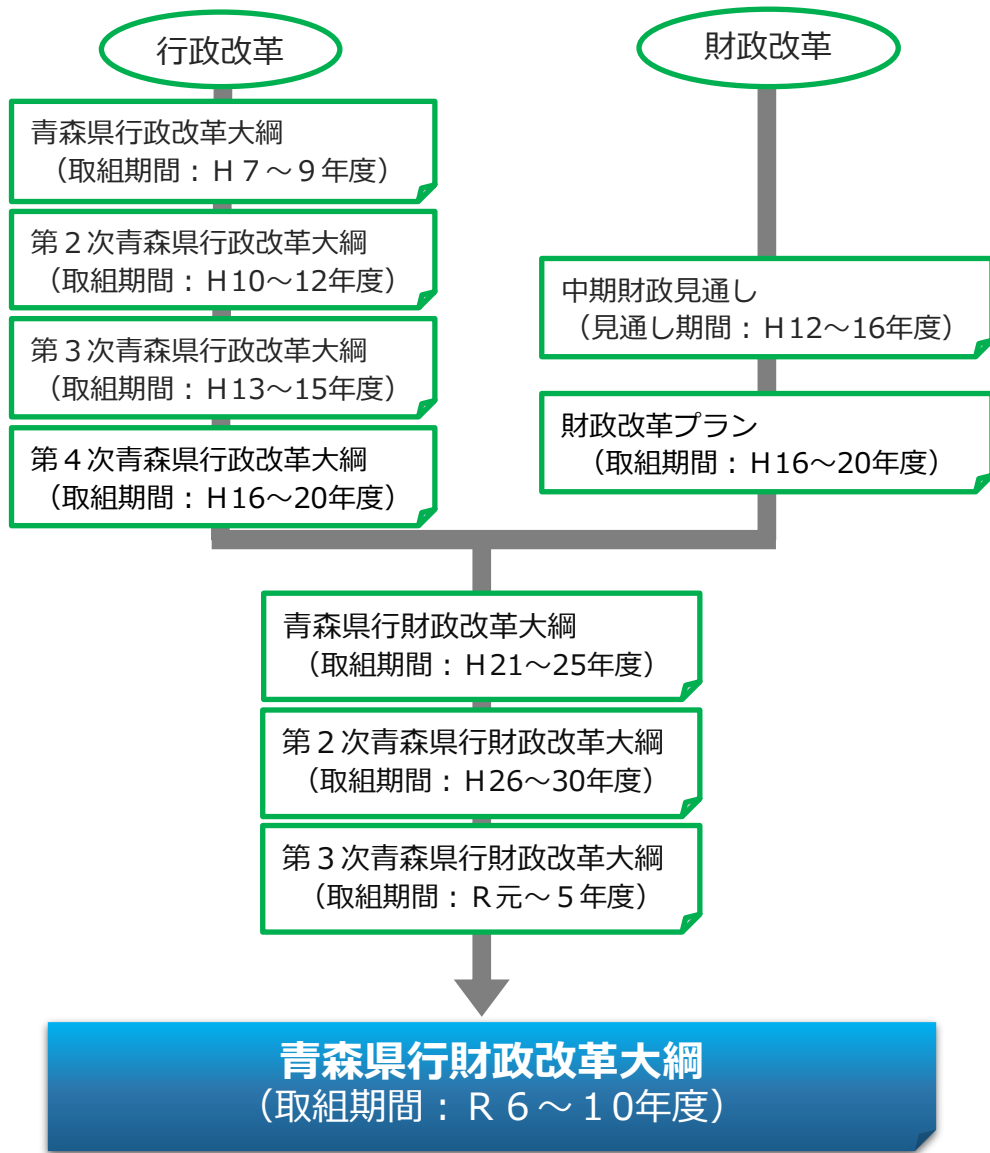 行政改革
青森県行政改革大綱
（取組期間：Ｈ７～９年度）
第２次青森県行政改革大綱
（取組期間：Ｈ10～12年度）
第３次青森県行政改革大綱
（取組期間：Ｈ13～15年度）
第４次青森県行政改革大綱
（取組期間：Ｈ16～20年度）
財政改革
中期財政見通し
（見通し期間：Ｈ12～16年度）
財政改革プラン
（取組期間：Ｈ16～20年度）
青森県行財政改革大綱
（取組期間：Ｈ21～25年度）
第２次青森県行財政改革大綱
（取組期間：Ｈ26～30年度）
第３次青森県行財政改革大綱
（取組期間：Ｒ元～５年度）
青森県行財政改革大綱
（取組期間：Ｒ６～１０年度）